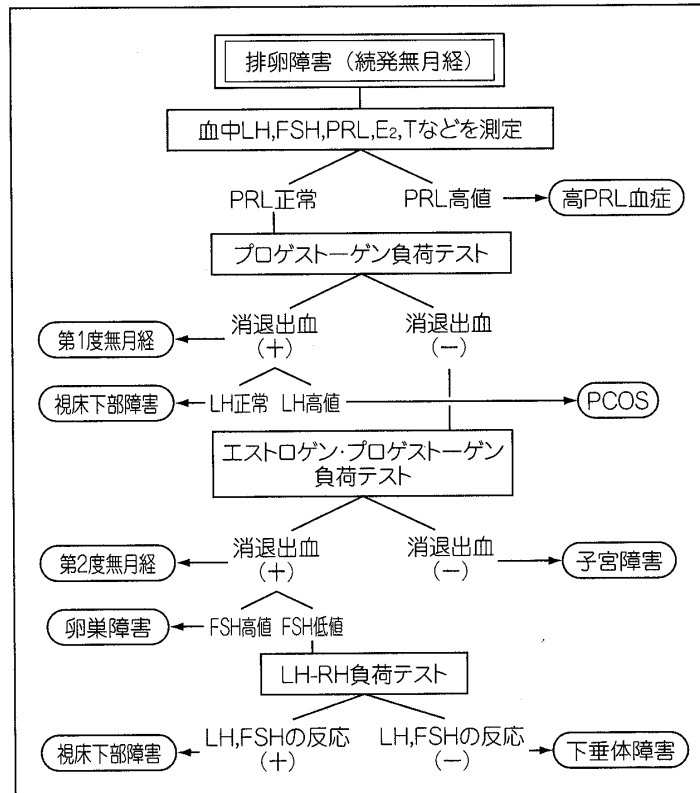 排卵障害（続発無月経）
血中LH,FSH,PRL,E₂,Tなどを測定
PRL正常 PRL高値 高PRL血症
プロゲストーゲン負荷テスト
第1度無月経 消退出血 消退出血
(＋) (－)
視床下部障害 LH正常 LH高値 PCOS
エストロゲン・プロゲストーゲン
負荷テスト
第2度無月経 消退出血 消退出血 子宮障害
(＋) (－)
卵巣障害 FSH高値 FSH低値
LH-RH負荷テスト
視床下部障害 LH,FSHの反応 LH,FSHの反応 下垂体障害
(＋) (－)